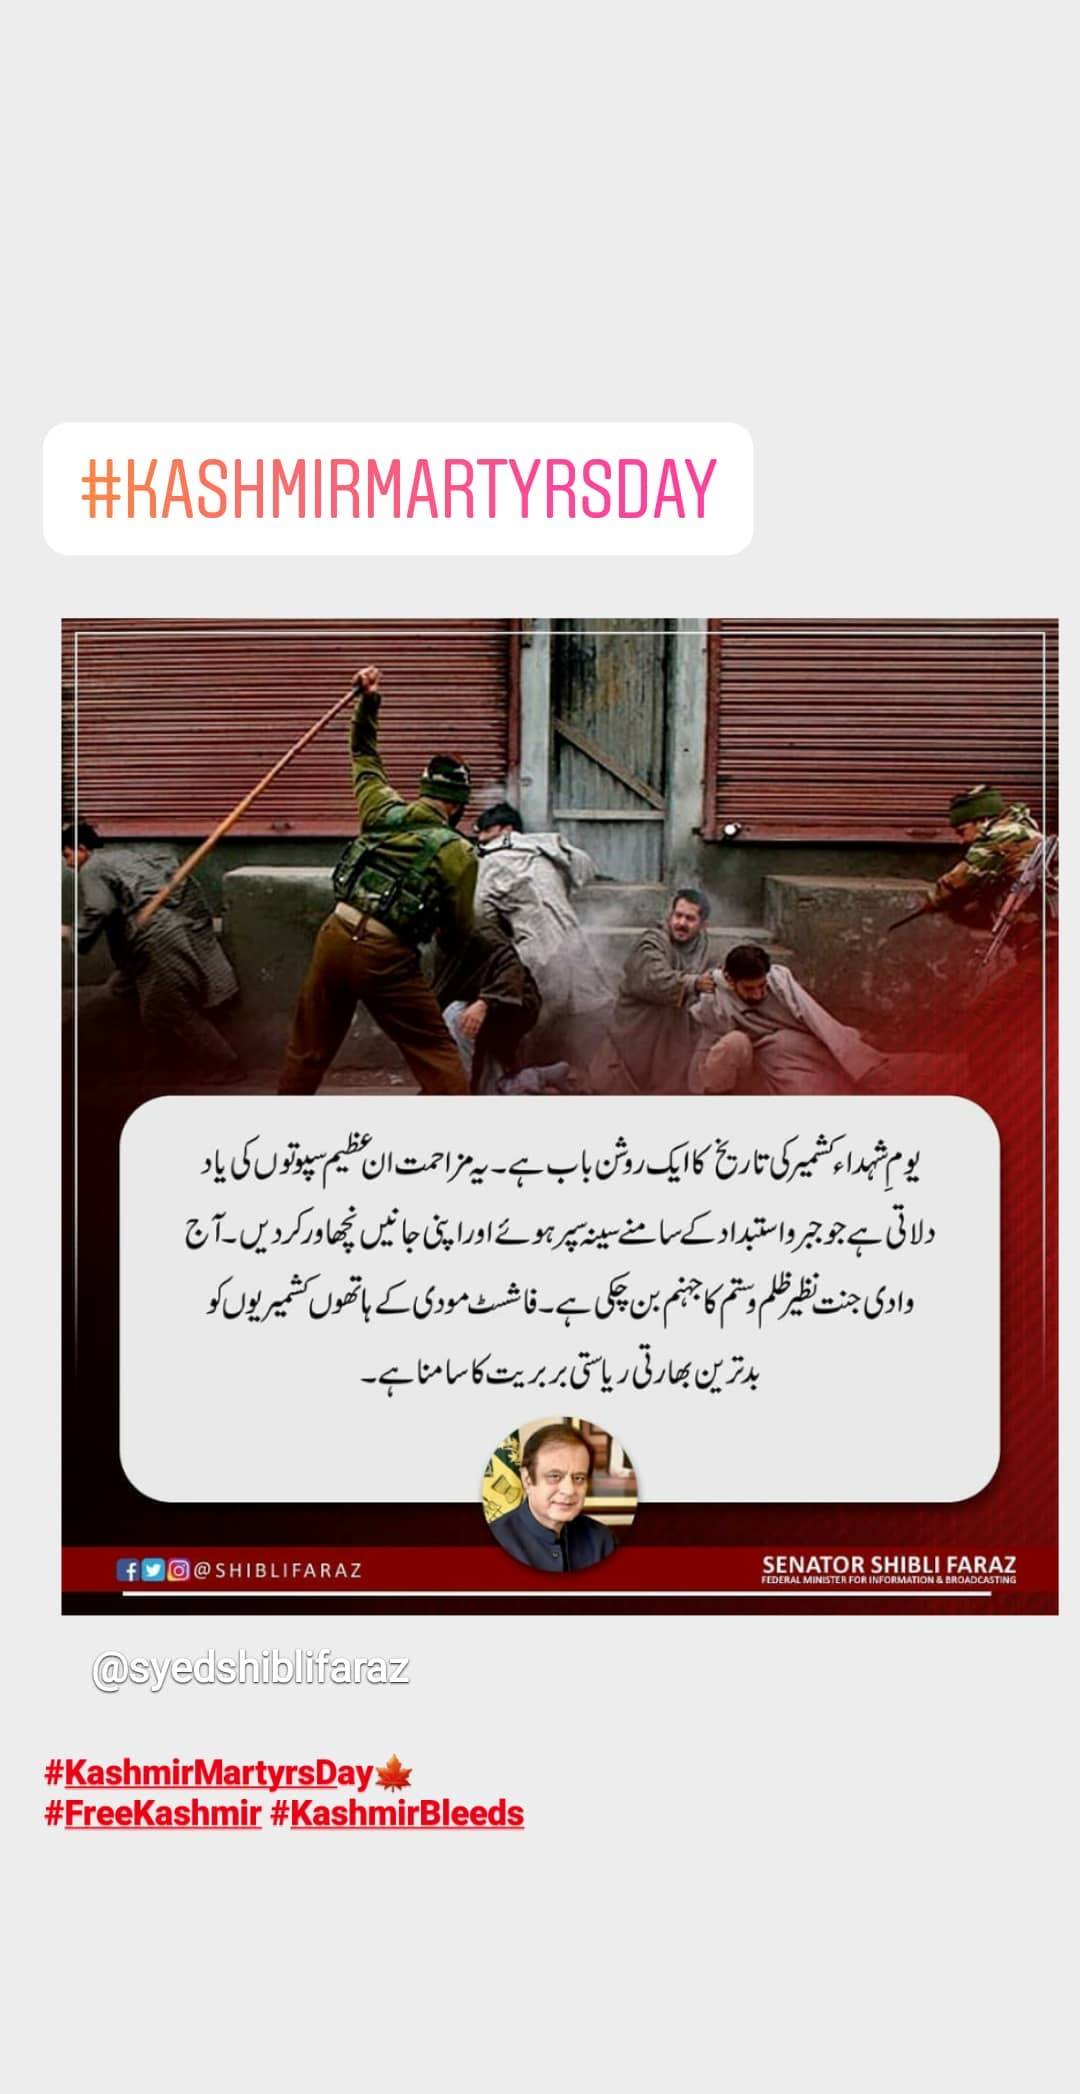 #KASHMIRMARTYRSDAY
یومِ شہداء کشمیر کی تاریخ کا ایک روشن باب ہے۔ یہ مزاحمت ان عظیم سپوتوں کی یاد
دلاتی ہے جو جبر و استبداد کے سامنے سینہ سپر ہوئے اور اپنی جانیں نچھاور کر دیں۔ آج
وادی جنت نظیر ظلم و ستم کا جہنم بن چکی ہے۔ فاشسٹ مودی کے ہاتھوں کشمیریوں کو
بدترین بھارتی ریاستی بربریت کا سامنا ہے۔
@SHIBLIFARAZ
SENATOR SHIBLI FARAZ
FEDERAL MINISTER FOR INFORMATION & BROADCASTING
@syedshiblifaraz
#KashmirMartyrsDay🍁
#FreeKashmir #KashmirBleeds